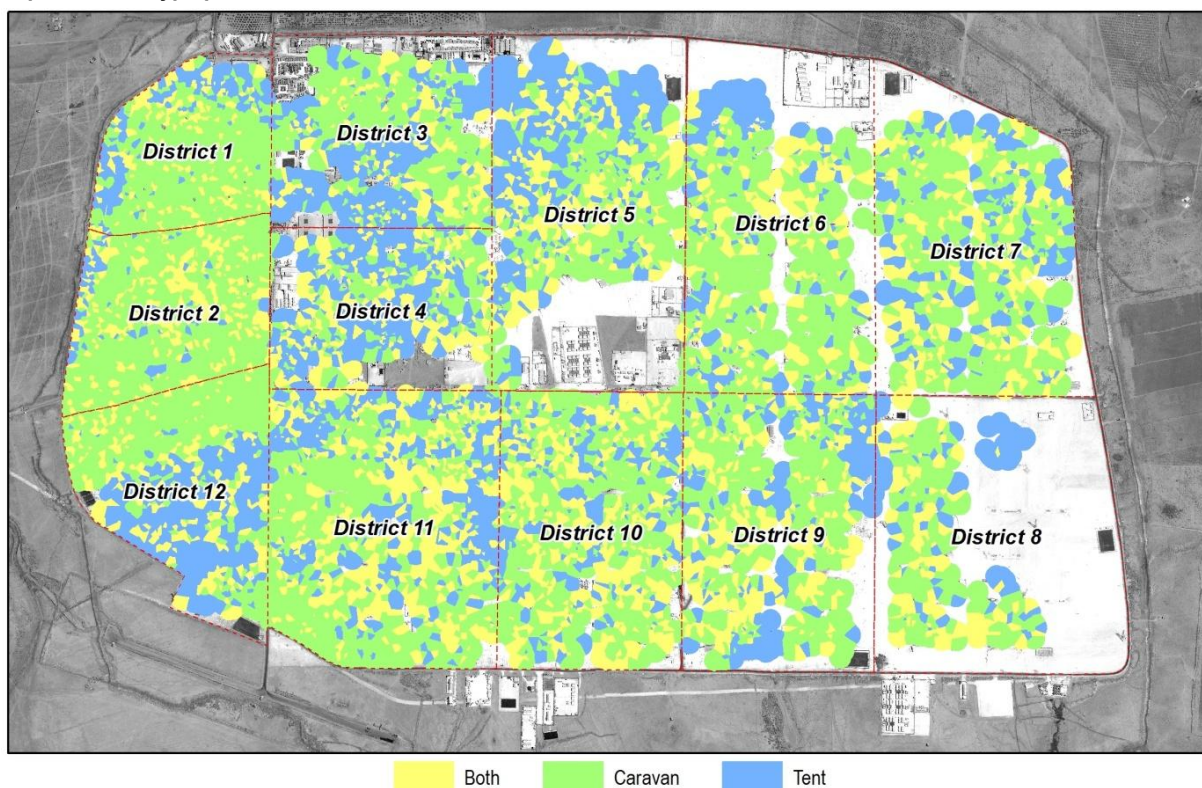 District 1
District 3
District 5
District 6
District 7
District 2
District 4
District 12
District 11
District 10
District 9
District 8
Both
Caravan
Tent